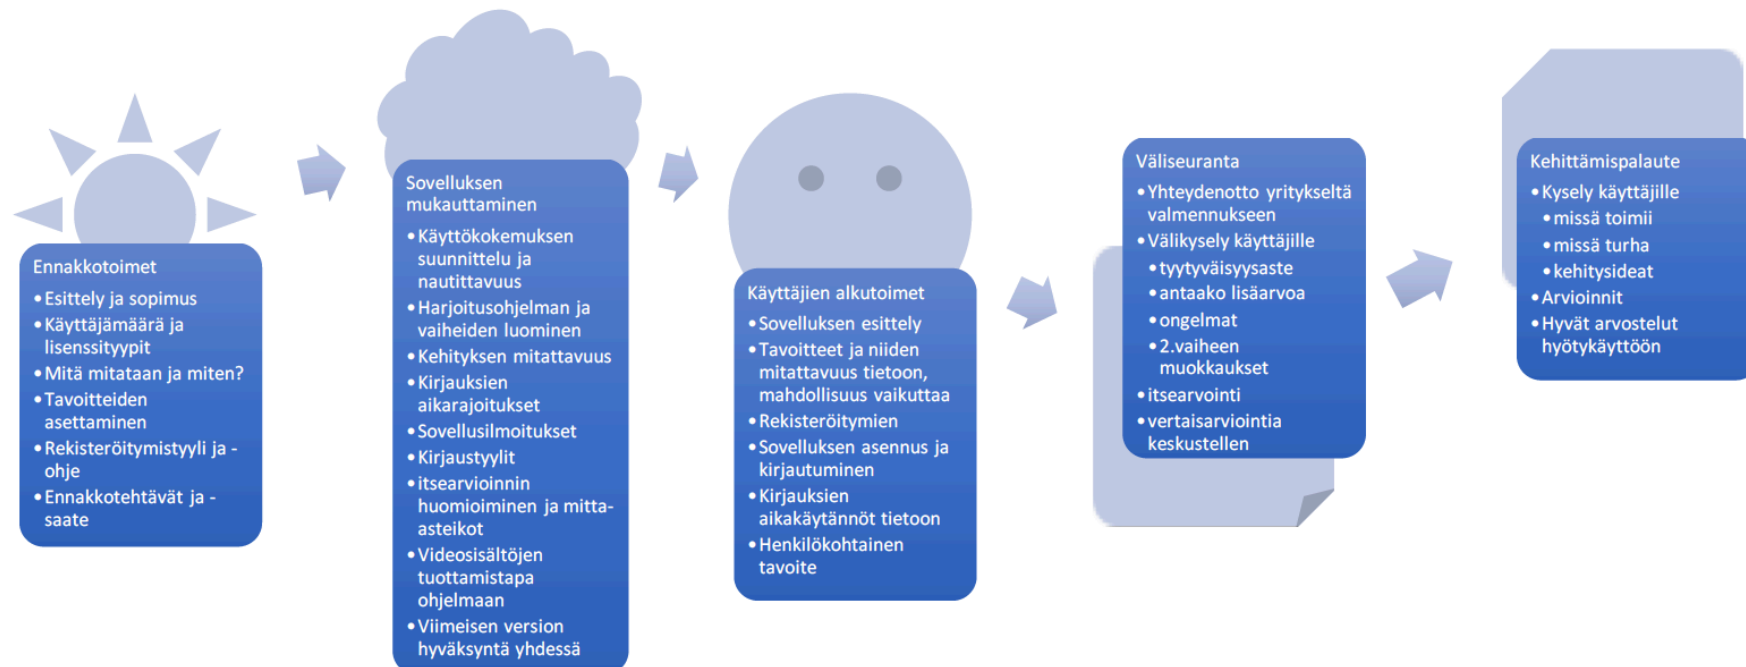 Ennakkotoimet
•Esittely ja sopimus
•Käyttäjämäärä ja
lisenssityypit
•Mitä mitataan ja miten?
•Tavoitteiden
asettaminen
•Rekisteröitymistyyli ja -
ohje
•Ennakkotehtävät ja -
saate
Sovelluksen
mukauttaminen
•Käyttökokemuksen
suunnittelu ja
nautittavuus
•Harjoitusohjelman ja
vaiheiden luominen
•Kehityksen mitattavuus
•Kirjauksien
aikarajoitukset
•Sovellusilmoitukset
•Kirjaustyylit
•itsearvioinnin
huomioiminen ja mitta-
asteikot
•Videosisältöjen
tuottamistapa
ohjelmaan
•Viimeisen version
hyväksyntä yhdessä
Käyttäjien alkutoimet
•Sovelluksen esittely
•Tavoitteet ja niiden
mitattavuus tietoon,
mahdollisuus vaikuttaa
•Rekisteröitymien
•Sovelluksen asennus ja
kirjautuminen
•Kirjauksien
aikakäytännöt tietoon
•Henkilökohtainen
tavoite
Väliseuranta
•Yhteydenotto yritykseltä
valmennukseen
•Välikysely käyttäjille
•tyytyväisyysaste
•antaako lisäarvoa
•ongelmat
•2.vaiheen
muokkaukset
•itsearvointi
•vertaisarviointia
keskustellen
Kehittämispalaute
•Kysely käyttäjille
•missä toimii
•missä turha
•kehitysideat
•Arvioinnit
•Hyvät arvostelut
hyötykäyttöön